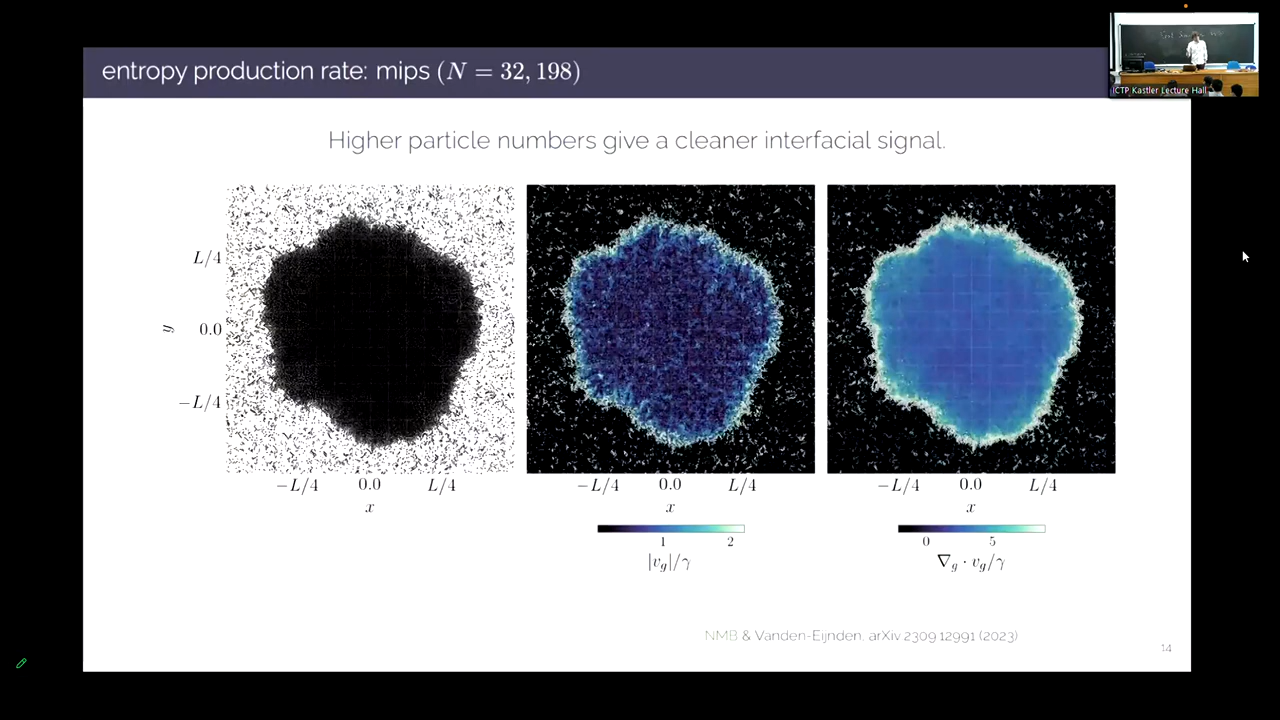 entropy production rate: mips (N = 32, 198)
ICTP Kastler Lecture Hall
Higher particle numbers give a cleaner interfacial signal.
L/4
0.0
−L/4
y
−L/4 0.0 L/4
x
−L/4 0.0 L/4
x
−L/4 0.0 L/4
x
1 2
|v_g|/γ
0 5
∇_g · v_g/γ
NMB & Vanden-Eijnden, arXiv 2309.12991 (2023)
14